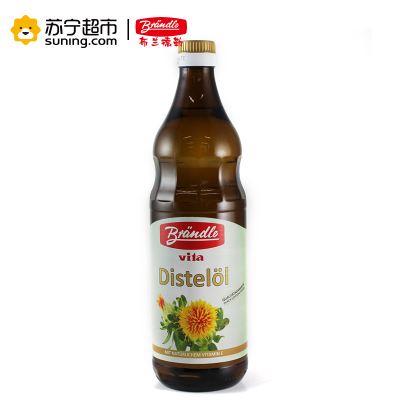 苏宁超市
suning.com
Brändle
布兰德勒
Brändle
vita
Distelöl
MIT NATÜRLICHEM VITAMIN E